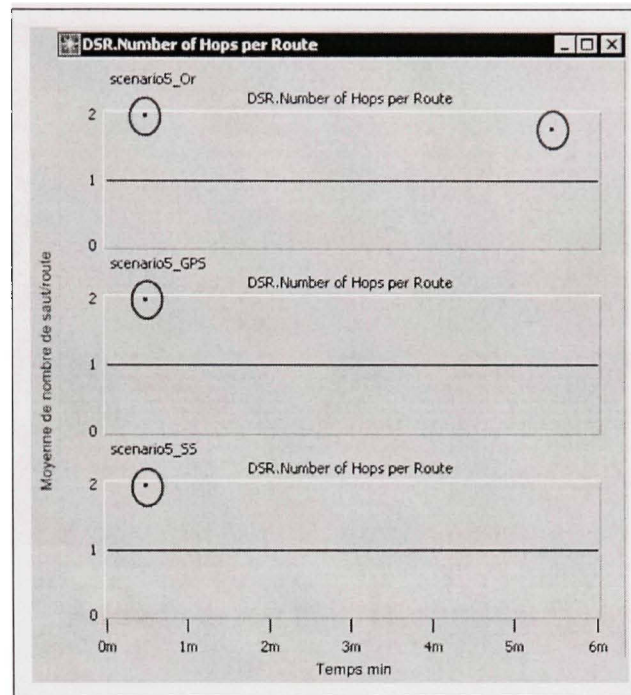 DSR.Number of Hops per Route
scenario5_Or
DSR.Number of Hops per Route
2
1
0
scenario5_GPS
DSR.Number of Hops per Route
2
1
0
scenario5_SS
DSR.Number of Hops per Route
2
1
0
Moyenne de nombre de saut/route
0m 1m 2m 3m 4m 5m 6m
Temps min